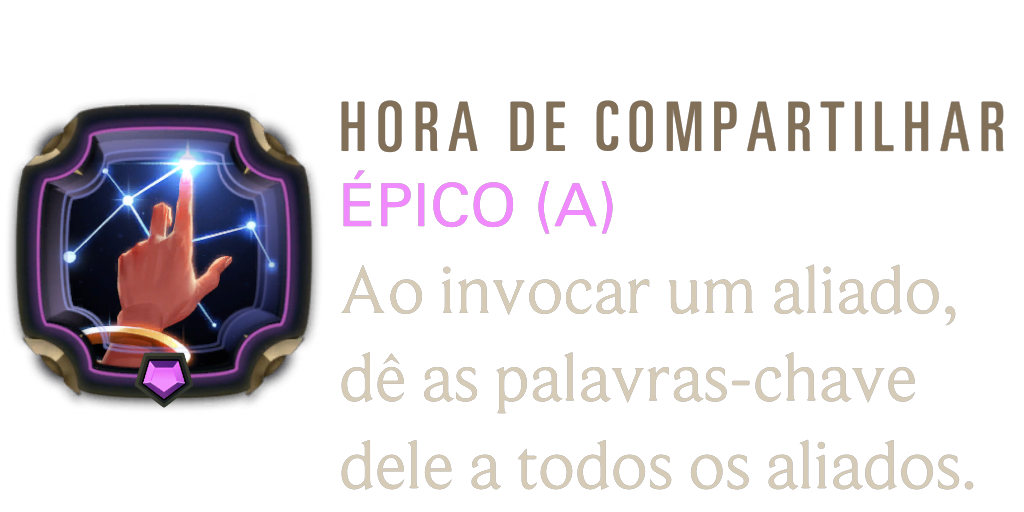 HORA DE COMPARTILHAR
ÉPICO (A)
Ao invocar um aliado,
dê as palavras-chave
dele a todos os aliados.